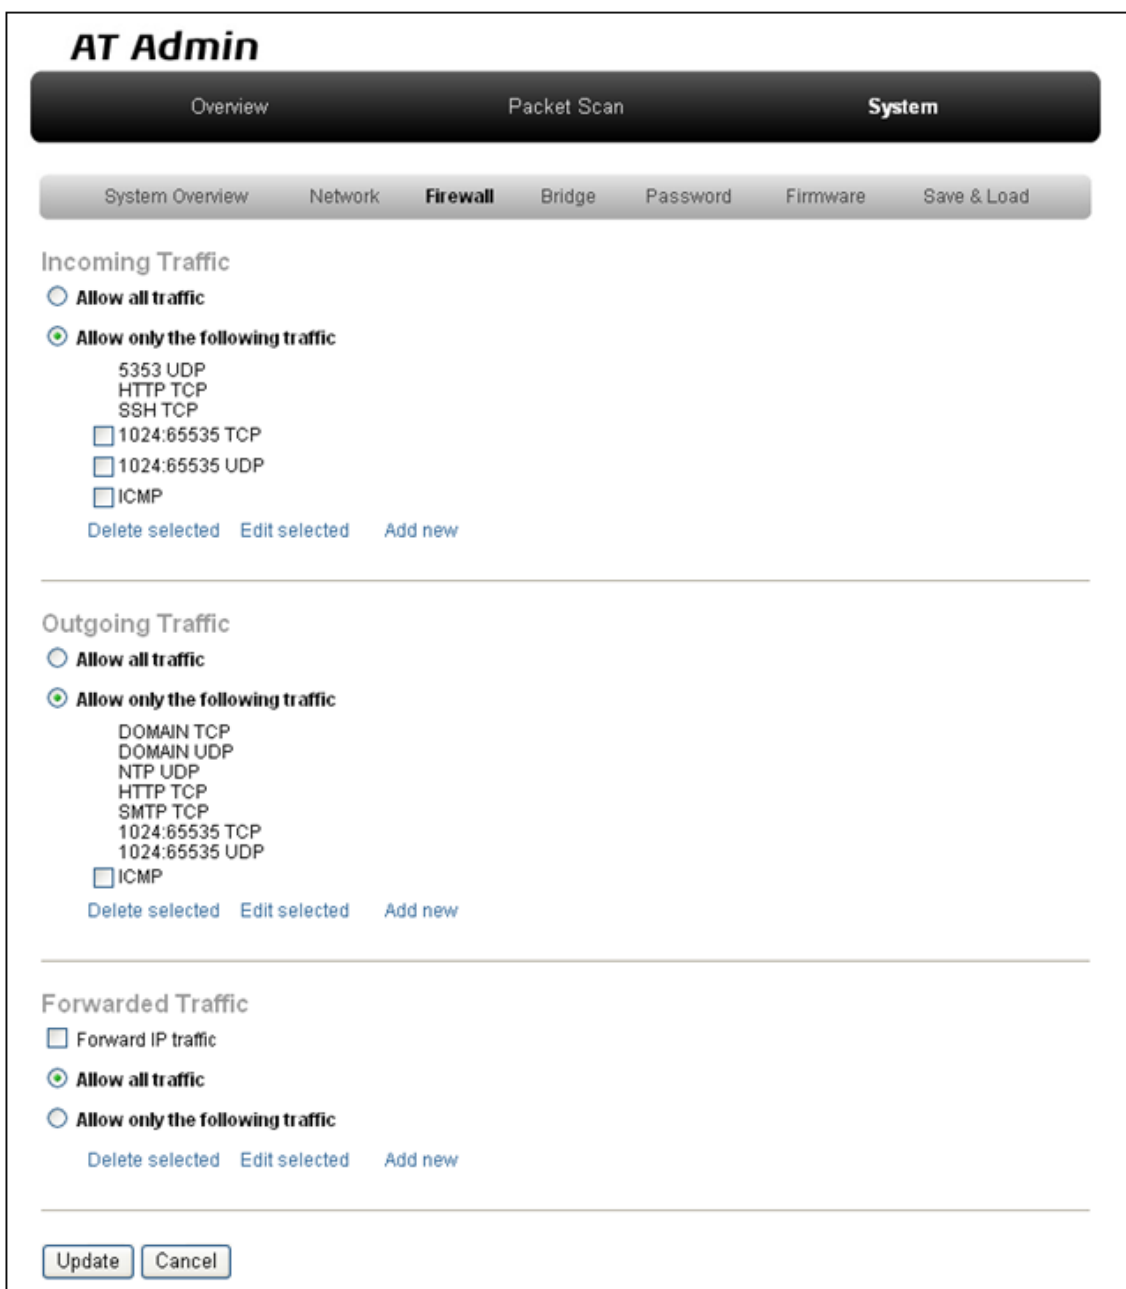 AT Admin
Overview Packet Scan System
System Overview Network Firewall Bridge Password Firmware Save & Load
Incoming Traffic
Allow all traffic
Allow only the following traffic
5353 UDP
HTTP TCP
SSH TCP
1024:65535 TCP
1024:65535 UDP
ICMP
Delete selected Edit selected Add new
Outgoing Traffic
Allow all traffic
Allow only the following traffic
DOMAIN TCP
DOMAIN UDP
NTP UDP
HTTP TCP
SMTP TCP
1024:65535 TCP
1024:65535 UDP
ICMP
Delete selected Edit selected Add new
Forwarded Traffic
Forward IP traffic
Allow all traffic
Allow only the following traffic
Delete selected Edit selected Add new
Update Cancel